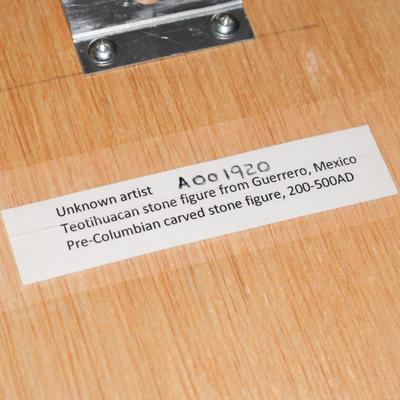 Unknown artist A001920
Teotihuacan stone figure from Guerrero, Mexico
Pre-Columbian carved stone figure, 200-500AD